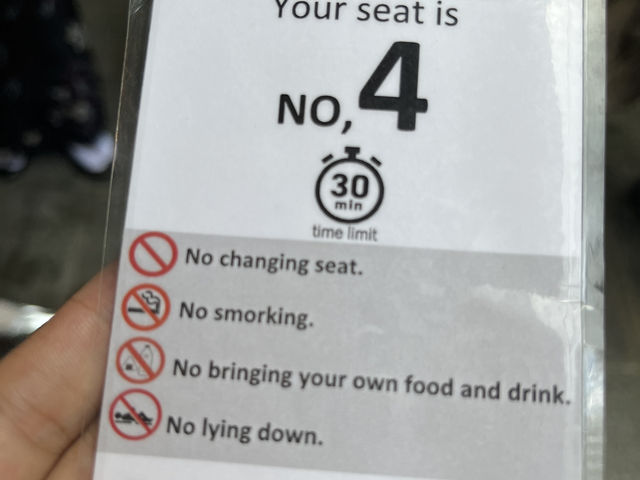 Your seat is
NO, 4
30
min
time limit
No changing seat.
No smorking.
No bringing your own food and drink.
No lying down.